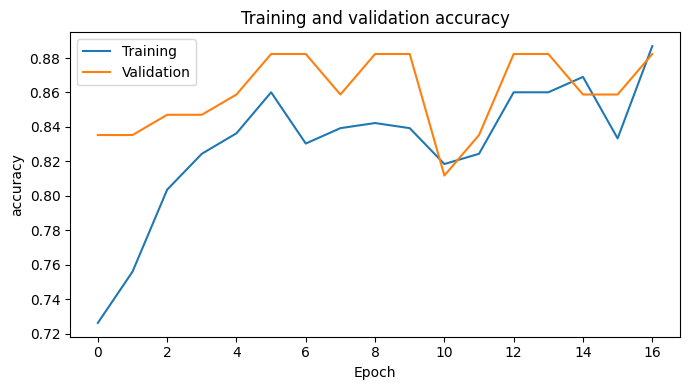 Training and validation accuracy
Training
Validation
accuracy
0.88
0.86
0.84
0.82
0.80
0.78
0.76
0.74
0.72
0 2 4 6 8 10 12 14 16
Epoch